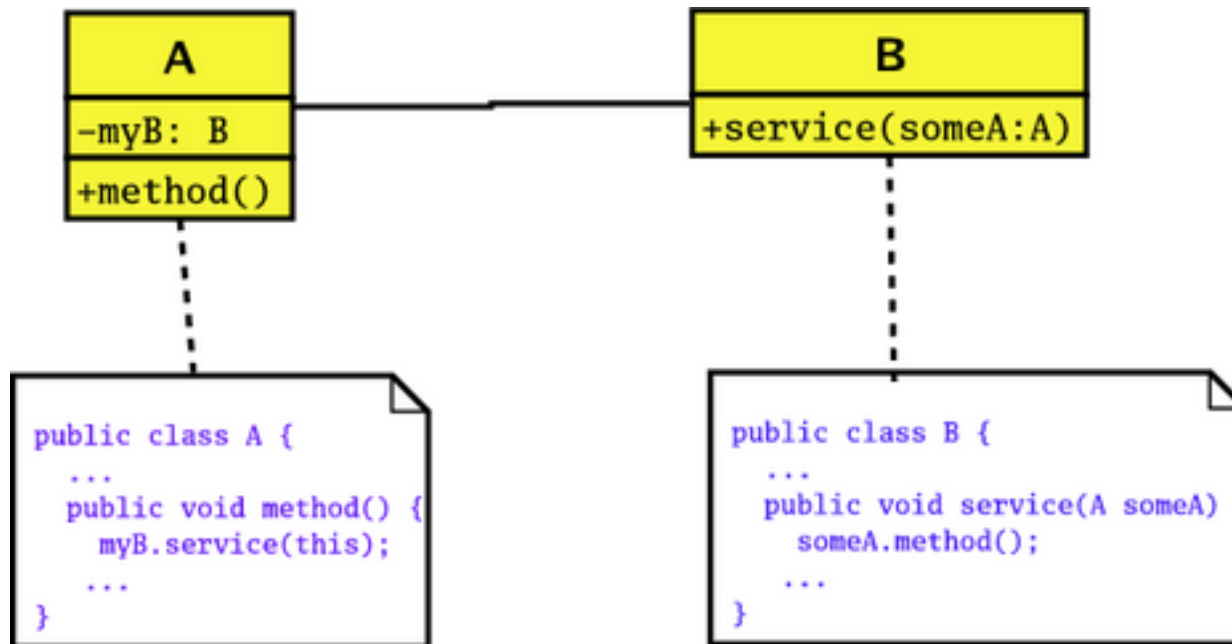 A
-myB: B
+method()
B
+service(someA:A)
public class A {
...
public void method() {
myB.service(this);
...
}
public class B {
...
public void service(A someA)
someA.method();
...
}